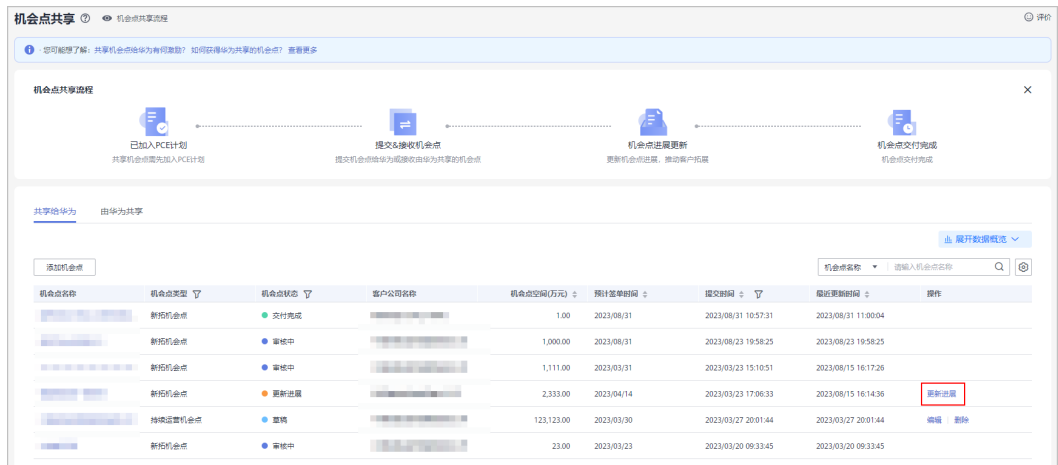 机会点共享 机会点共享流程 评价
您可能想了解：共享机会点给华为有何激励？ 如何获得华为共享的机会点？ 查看更多
机会点共享流程
已加入PCE计划 提交&接收机会点 机会点进展更新 机会点交付完成
共享机会点需先加入PCE计划 提交机会点给华为或接收由华为共享的机会点 更新机会点进展，推动客户拓展 机会点交付完成
共享给华为 由华为共享
展开数据概览
添加机会点 机会点名称 请输入机会点名称
机会点名称 机会点类型 机会点状态 客户公司名称 机会点空间(万元) 预计签单时间 提交时间 最近更新时间 操作
新拓机会点 交付完成 1.00 2023/08/31 2023/08/31 10:57:31 2023/08/31 11:00:04
新拓机会点 审核中 1,000.00 2023/08/31 2023/08/23 19:58:25 2023/08/23 19:58:25
新拓机会点 审核中 1,111.00 2023/03/31 2023/03/23 15:10:51 2023/08/15 16:17:26
新拓机会点 更新进展 2,333.00 2023/04/14 2023/03/23 17:06:33 2023/08/15 16:14:36 更新进展
持续运营机会点 草稿 123,123.00 2023/03/30 2023/03/27 20:01:44 2023/03/27 20:01:44 编辑 删除
新拓机会点 审核中 23.00 2023/03/23 2023/03/20 09:33:45 2023/03/20 09:33:45